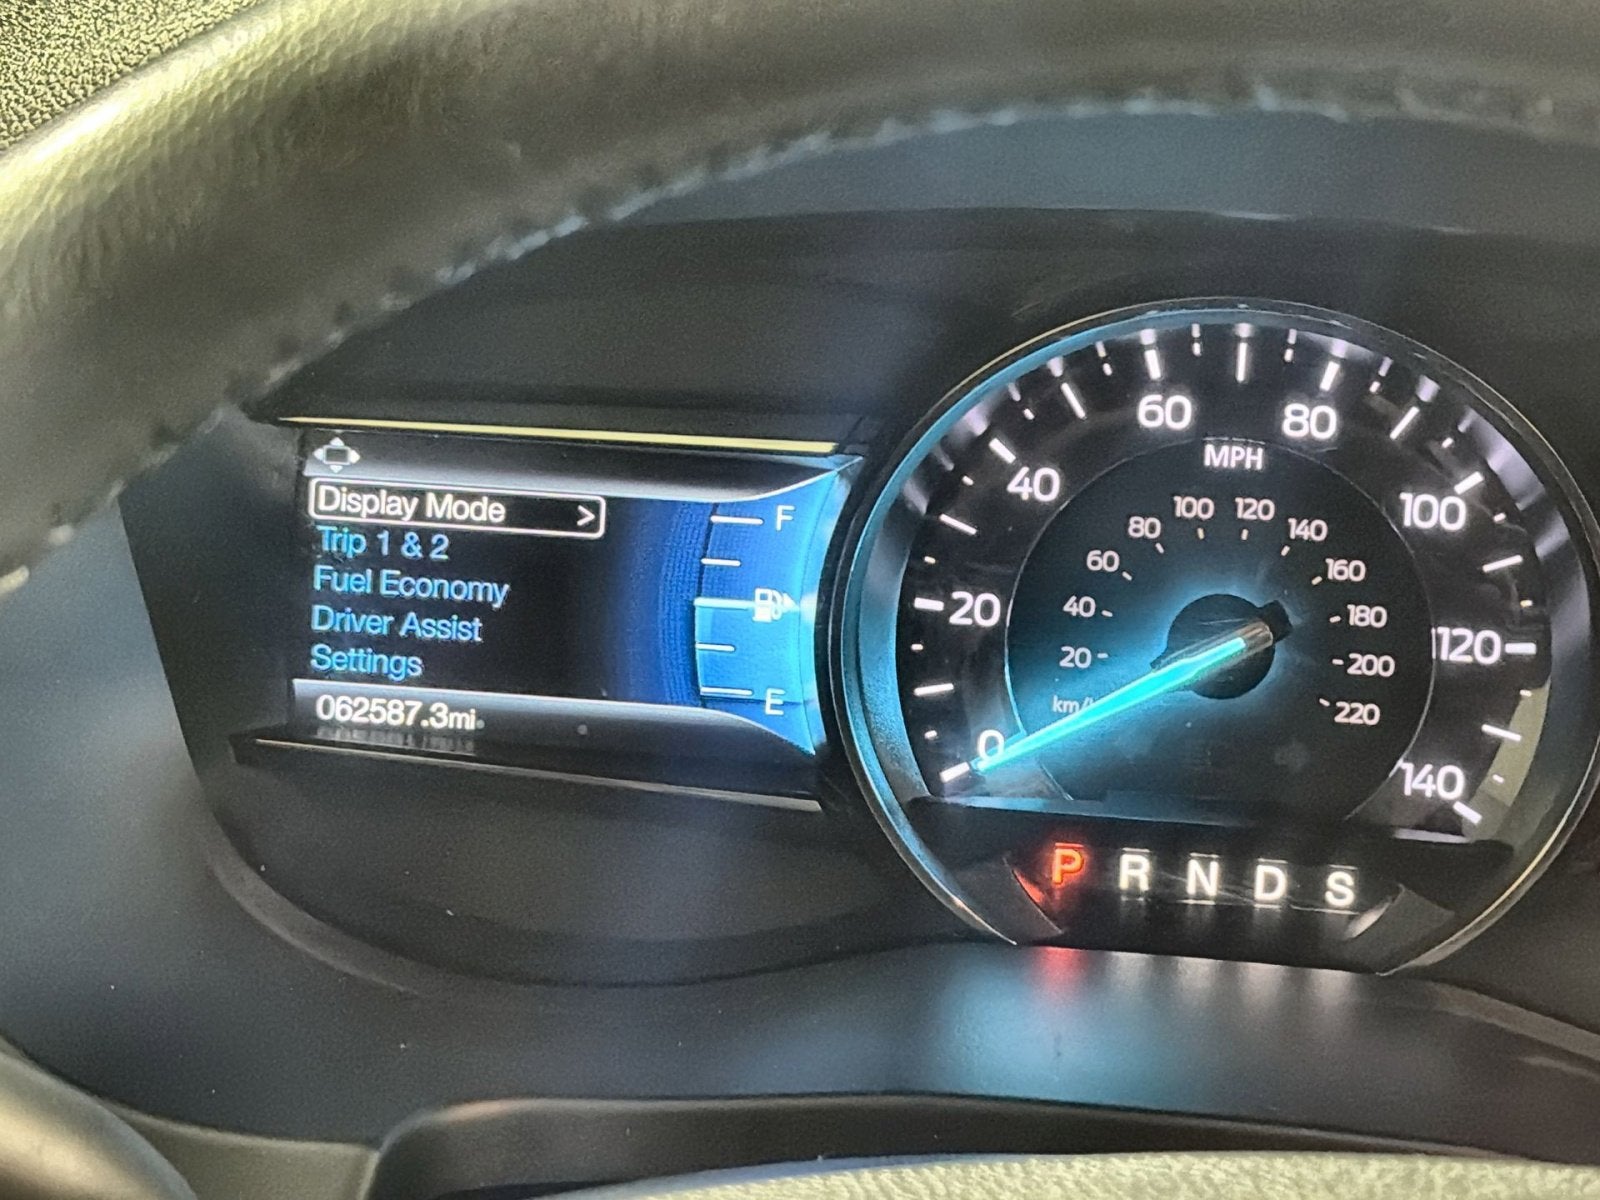 Display Mode >
Trip 1 & 2
Fuel Economy
Driver Assist
Settings
062587.3mi
F
E
0
20
40
60
80
100
120
140
MPH
20
40
60
80
100
120
140
160
180
200
220
P R N D S